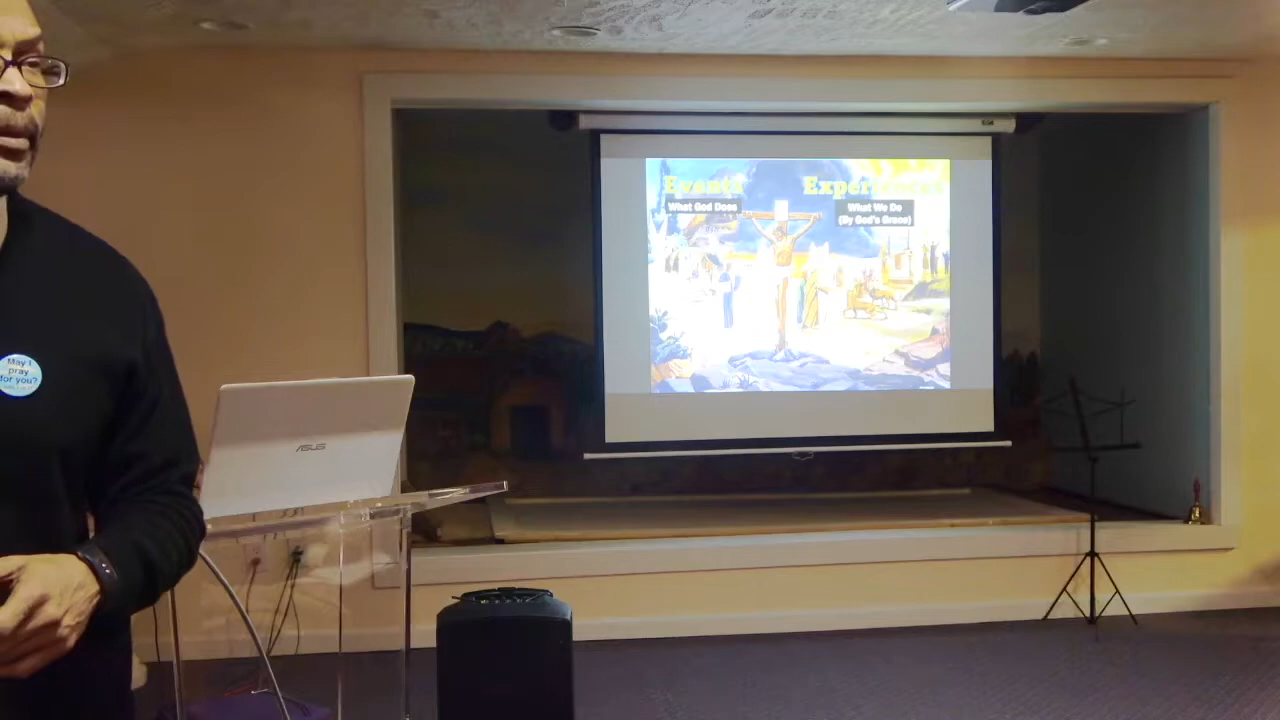 Events
Experiences
What God Does
What We Do
(By God's Grace)
May I
pray
for you?
ASUS